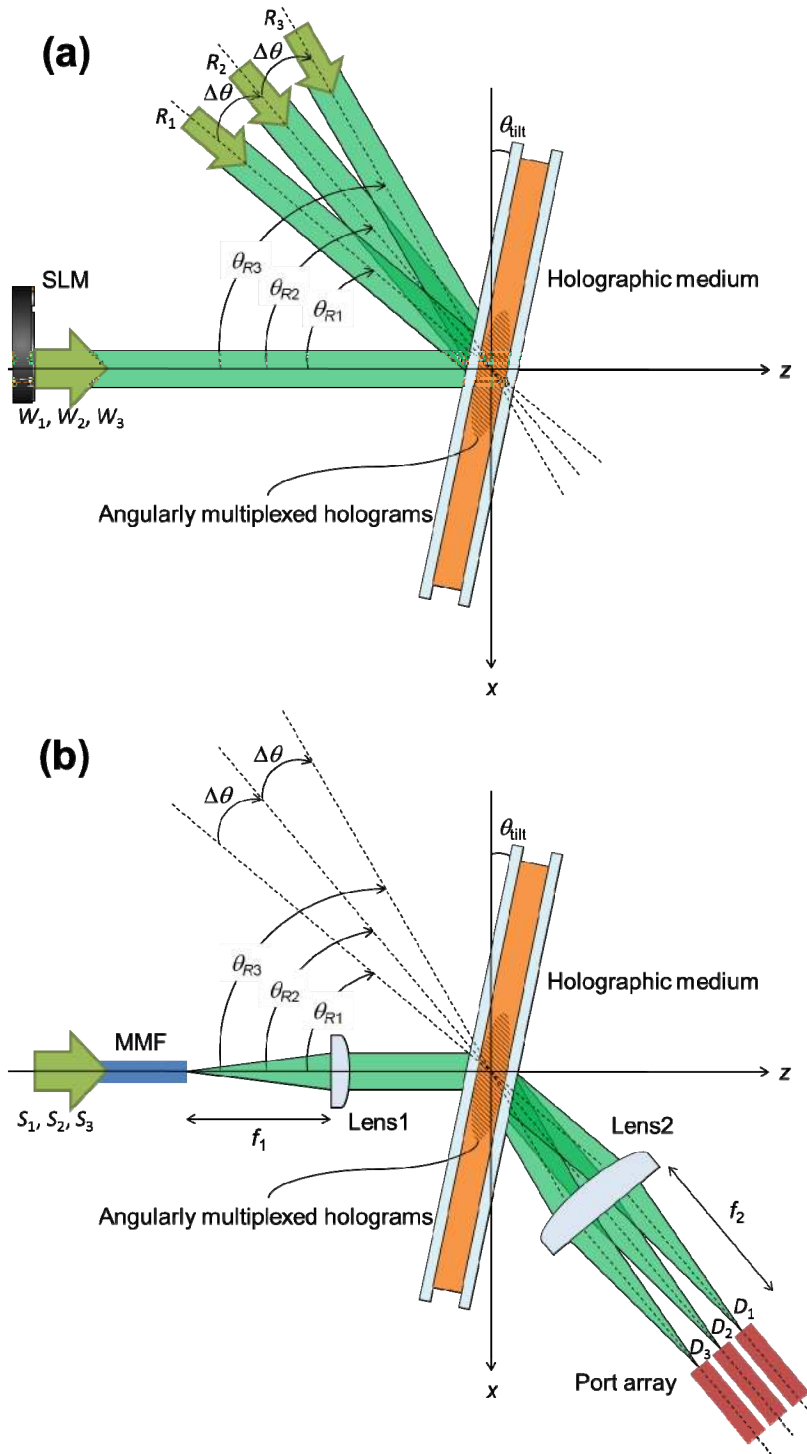 (a)
R3
Δθ
R2
Δθ
R1
θtilt
θR3
θR2
θR1
SLM
Holographic medium
z
W1, W2, W3
Angularly multiplexed holograms
x
(b)
Δθ
Δθ
θtilt
θR3
θR2
θR1
Holographic medium
MMF
z
S1, S2, S3
f1
Lens1
Lens2
Angularly multiplexed holograms
f2
D1
D2
D3
Port array
x